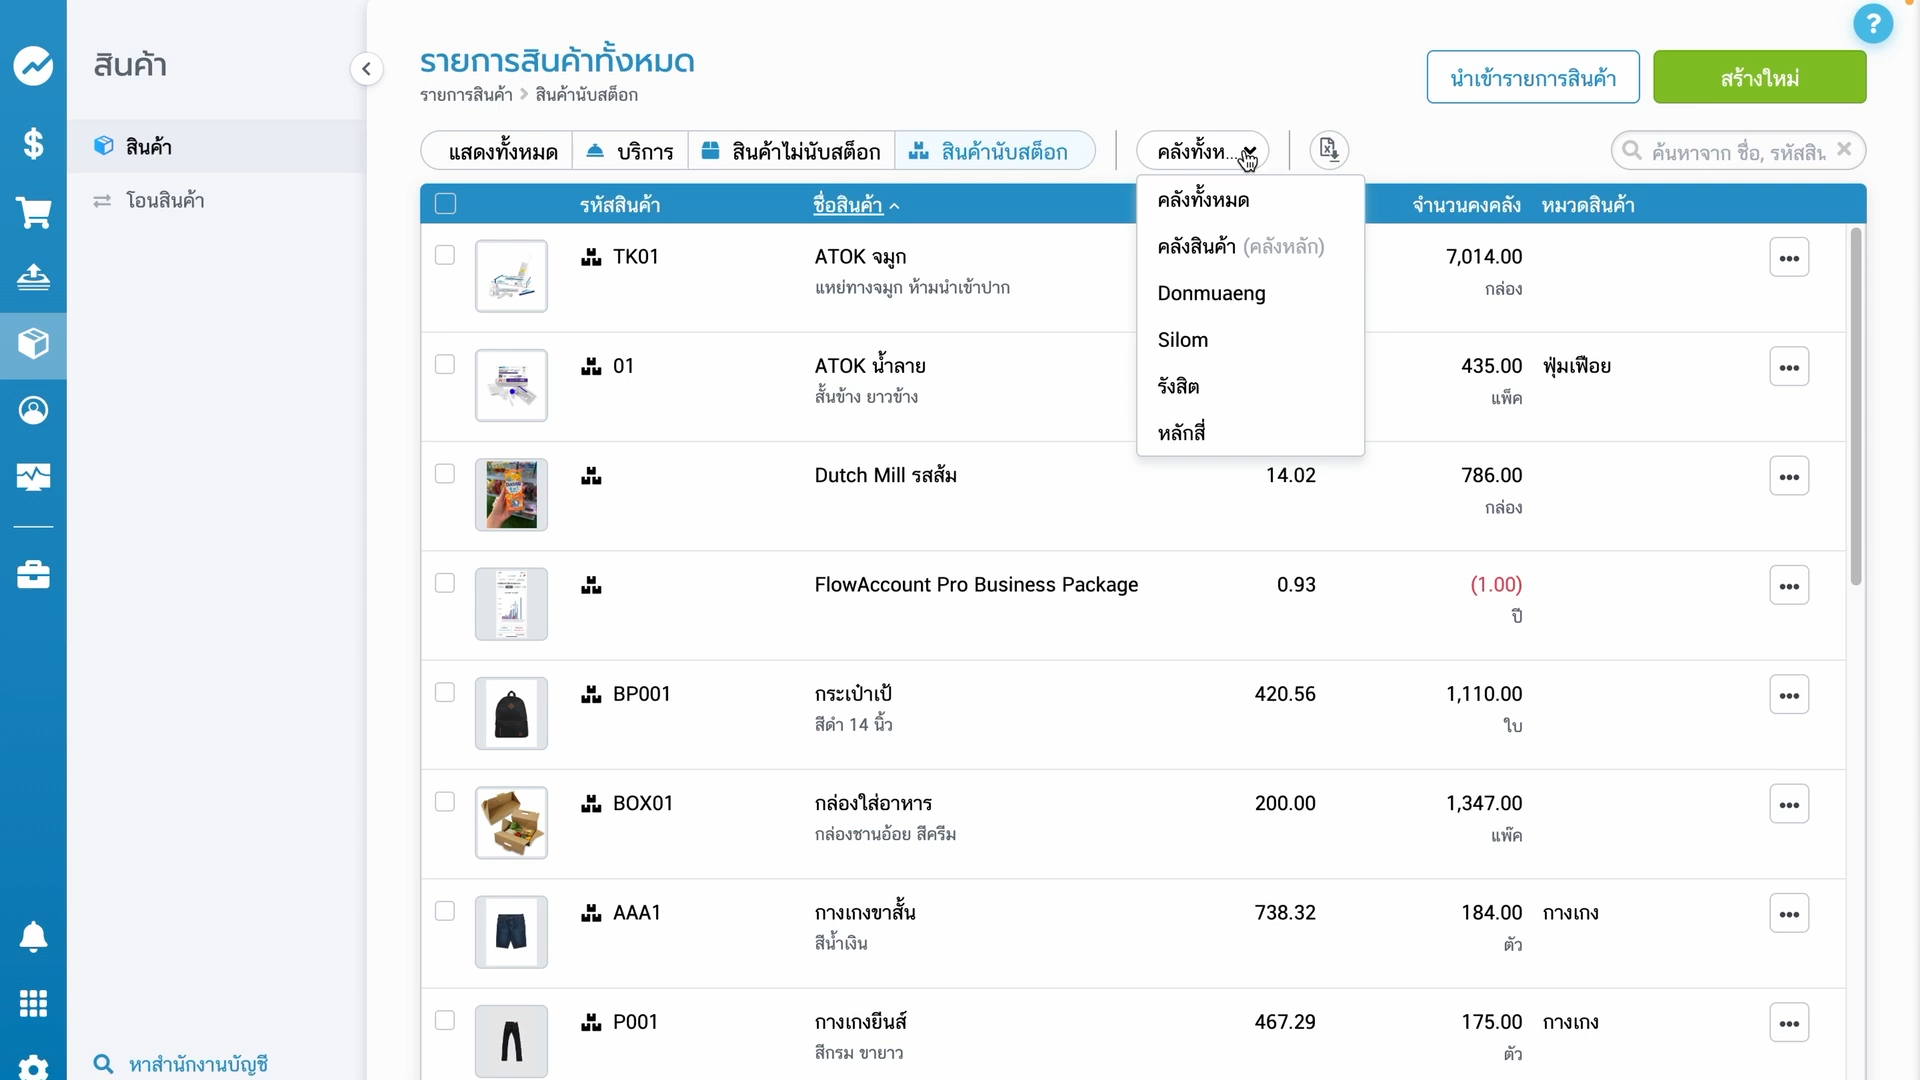 ?
สินค้า
รายการสินค้าทั้งหมด
รายการสินค้า > สินค้านับสต็อก
นำเข้ารายการสินค้า
สร้างใหม่
สินค้า
โอนสินค้า
แสดงทั้งหมด
บริการ
สินค้าไม่นับสต็อก
สินค้านับสต็อก
คลังทั้งห...
ค้นหาจาก ชื่อ, รหัสสิน
รหัสสินค้า
ชื่อสินค้า
จำนวนคงคลัง
หมวดสินค้า
คลังทั้งหมด
คลังสินค้า (คลังหลัก)
Donmuaeng
Silom
รังสิต
หลักสี่
TK01 ATOK จมูก 7,014.00
แหย่ทางจมูก ห้ามนำเข้าปาก กล่อง
01 ATOK น้ำลาย 435.00 ฟุ่มเฟือย
สั้นข้าง ยาวข้าง แพ็ค
Dutch Mill รสส้ม 14.02 786.00
กล่อง
FlowAccount Pro Business Package 0.93 (1.00)
ปี
BP001 กระเป๋าเป้ 420.56 1,110.00
สีดำ 14 นิ้ว ใบ
BOX01 กล่องใส่อาหาร 200.00 1,347.00
กล่องชานอ้อย สีครีม แพ๊ค
AAA1 กางเกงขาสั้น 738.32 184.00 กางเกง
สีน้ำเงิน ตัว
P001 กางเกงยีนส์ 467.29 175.00 กางเกง
สีกรม ขายาว ตัว
หาสำนักงานบัญชี